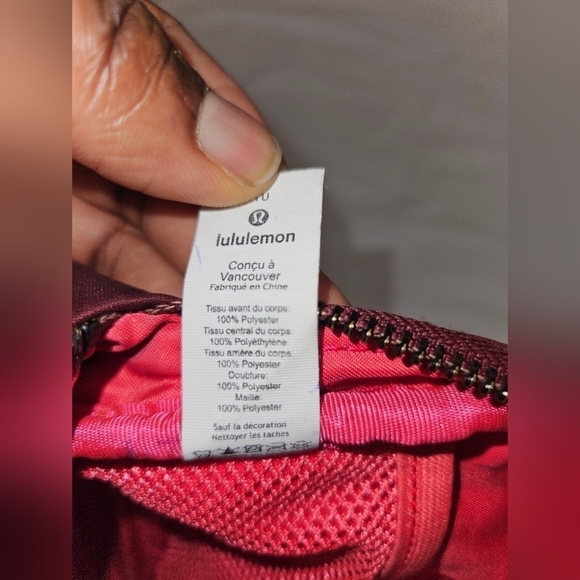 lululemon
Conçu à
Vancouver
Fabriqué en Chine
Tissu avant du corps:
100% Polyester
Tissu central du corps:
100% Polyéthylène
Tissu arrière du corps:
100% Polyester
Doublure:
100% Polyester
Maille:
100% Polyester
Sauf la décoration
Nettoyer les taches